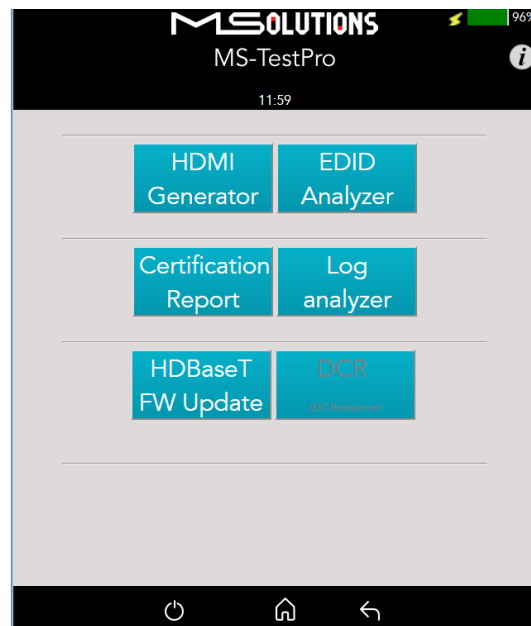 MSOLUTIONS
96%
MS-TestPro
i
11:59
HDMI
Generator
EDID
Analyzer
Certification
Report
Log
analyzer
HDBaseT
FW Update
DCR
(DC Resistance)